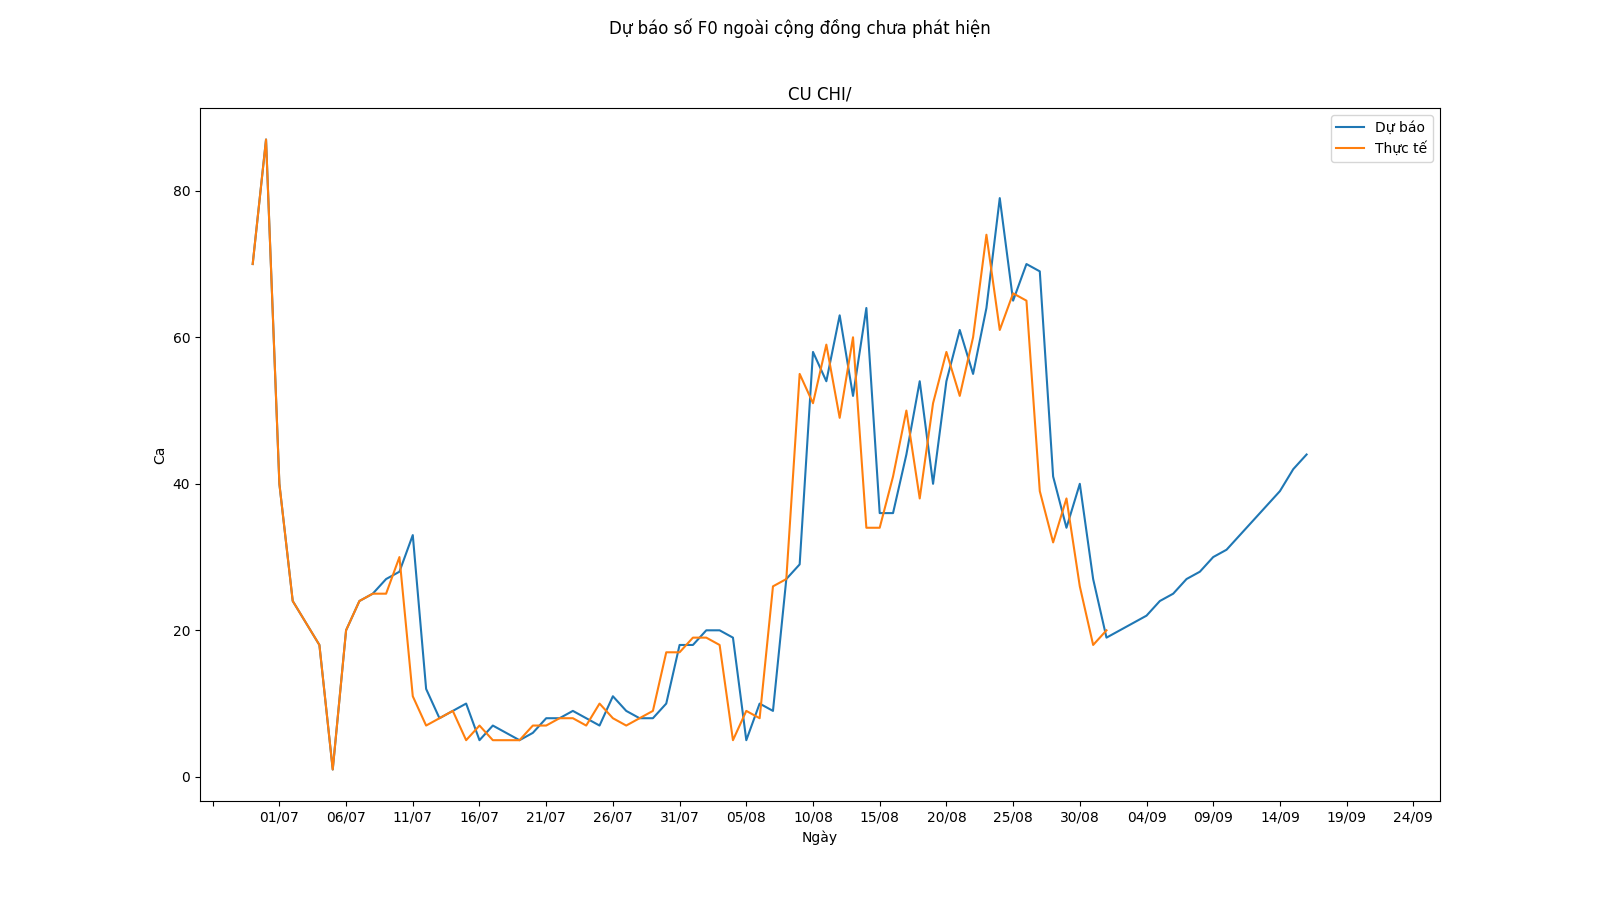 Dự báo số F0 ngoài cộng đồng chưa phát hiện
CU CHI/
Dự báo
Thực tế
80
60
40
20
0
Ca
01/07 06/07 11/07 16/07 21/07 26/07 31/07 05/08 10/08 15/08 20/08 25/08 30/08 04/09 09/09 14/09 19/09 24/09
Ngày